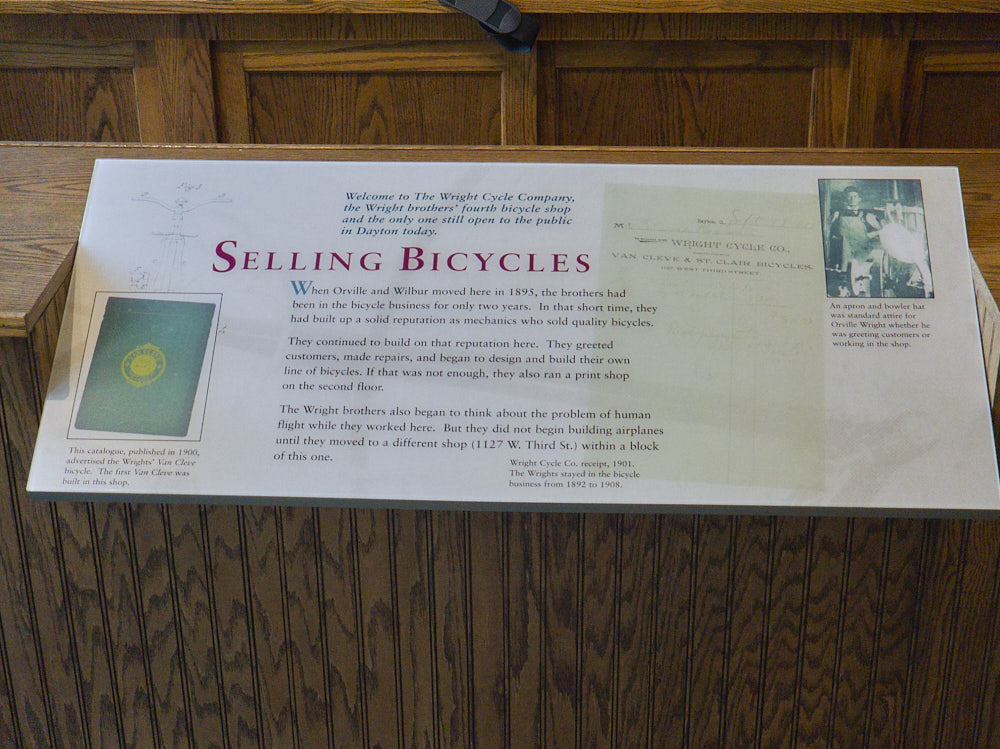 Welcome to The Wright Cycle Company,
the Wright brothers' fourth bicycle shop
and the only one still open to the public
in Dayton today.
SELLING BICYCLES
When Orville and Wilbur moved here in 1895, the brothers had
been in the bicycle business for only two years. In that short time, they
had built up a solid reputation as mechanics who sold quality bicycles.
They continued to build on that reputation here. They greeted
customers, made repairs, and began to design and build their own
line of bicycles. If that was not enough, they also ran a print shop
on the second floor.
The Wright brothers also began to think about the problem of human
flight while they worked here. But they did not begin building airplanes
until they moved to a different shop (1127 W. Third St.) within a block
of this one.
This catalogue, published in 1900,
advertised the Wrights' Van Cleve
bicycle. The first Van Cleve was
built in this shop.
Dayton, O.
M
WRIGHT CYCLE CO.,
VAN CLEVE & ST. CLAIR BICYCLES.
1127 WEST THIRD STREET.
Wright Cycle Co. receipt, 1901.
The Wrights stayed in the bicycle
business from 1892 to 1908.
An apron and bowler hat
was standard attire for
Orville Wright whether he
was greeting customers or
working in the shop.